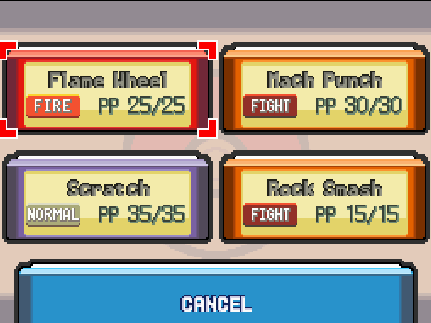 Flame Wheel
FIRE PP 25/25
Mach Punch
FIGHT PP 30/30
Scratch
NORMAL PP 35/35
Rock Smash
FIGHT PP 15/15
CANCEL